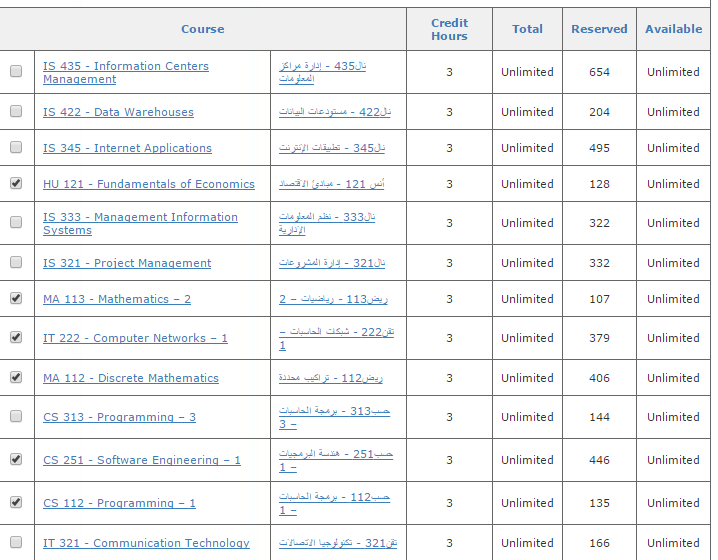 Course Credit Hours Total Reserved Available
IS 435 - Information Centers Management نال435 - إدارة مراكز المعلومات 3 Unlimited 654 Unlimited
IS 422 - Data Warehouses نال422 - مستودعات البيانات 3 Unlimited 204 Unlimited
IS 345 - Internet Applications نال345 - تطبيقات الإنترنت 3 Unlimited 495 Unlimited
HU 121 - Fundamentals of Economics أنس 121 - مبادئ الاقتصاد 3 Unlimited 128 Unlimited
IS 333 - Management Information Systems نال333 - نظم المعلومات الإدارية 3 Unlimited 322 Unlimited
IS 321 - Project Management نال321 - إدارة المشروعات 3 Unlimited 332 Unlimited
MA 113 - Mathematics – 2 ريض113 - رياضيات – 2 3 Unlimited 107 Unlimited
IT 222 - Computer Networks – 1 تقن222 - شبكات الحاسبات – 1 3 Unlimited 379 Unlimited
MA 112 - Discrete Mathematics ريض112 - تراكيب محددة 3 Unlimited 406 Unlimited
CS 313 - Programming – 3 حسب313 - برمجة الحاسبات – 3 3 Unlimited 144 Unlimited
CS 251 - Software Engineering – 1 حسب251 - هندسة البرمجيات – 1 3 Unlimited 446 Unlimited
CS 112 - Programming – 1 حسب112 - برمجة الحاسبات – 1 3 Unlimited 135 Unlimited
IT 321 - Communication Technology تقن321 - تكنولوجيا الاتصالات 3 Unlimited 166 Unlimited